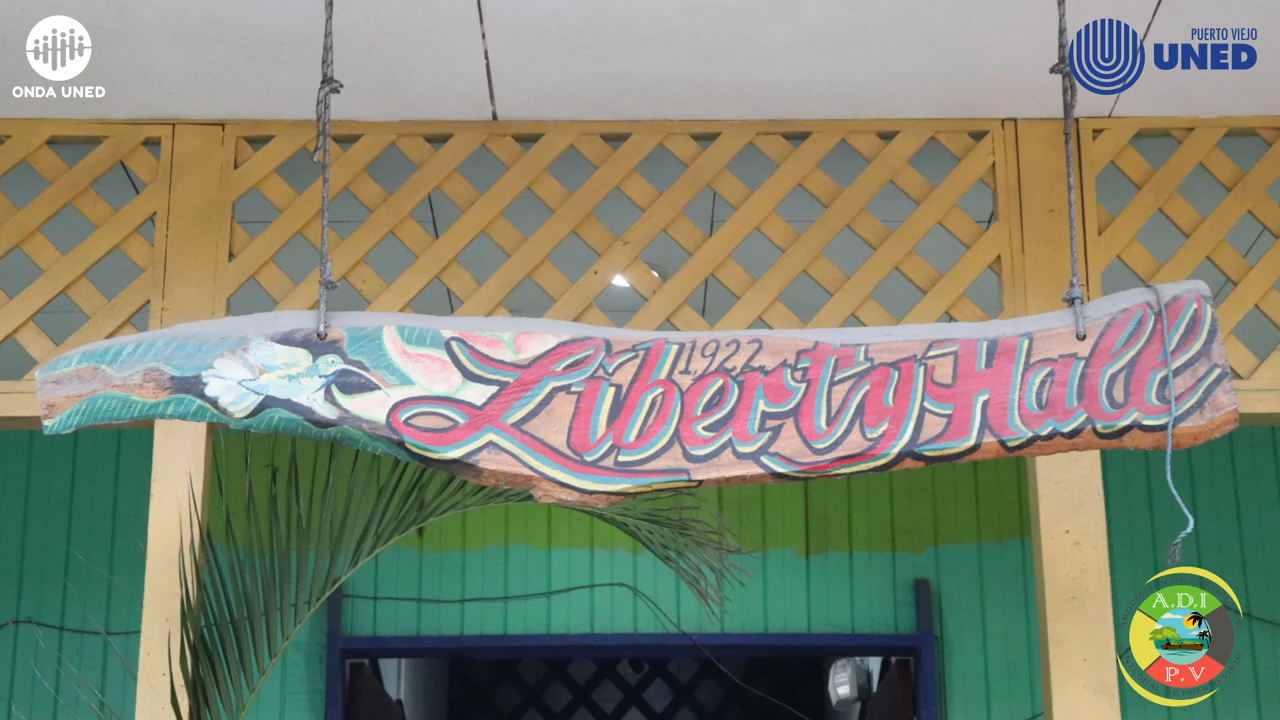 ONDA UNED
PUERTO VIEJO
UNED
1922
Liberty Hall
A.D.I
P.V